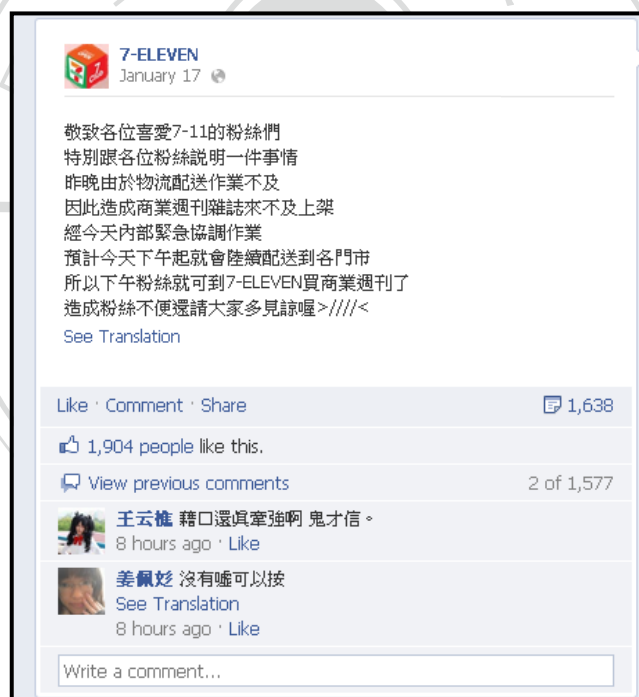 7-ELEVEN
January 17
敬致各位喜愛7-11的粉絲們
特別跟各位粉絲說明一件事情
昨晚由於物流配送作業不及
因此造成商業週刊雜誌來不及上架
經今天內部緊急協調作業
預計今天下午起就會陸續配送到各門市
所以下午粉絲就可到7-ELEVEN買商業週刊了
造成粉絲不便還請大家多見諒喔>////<
See Translation
Like · Comment · Share 1,638
1,904 people like this.
View previous comments 2 of 1,577
王云樵 藉口還真牽強啊 鬼才信。
8 hours ago · Like
姜佩彣 沒有噓可以按
See Translation
8 hours ago · Like
Write a comment...